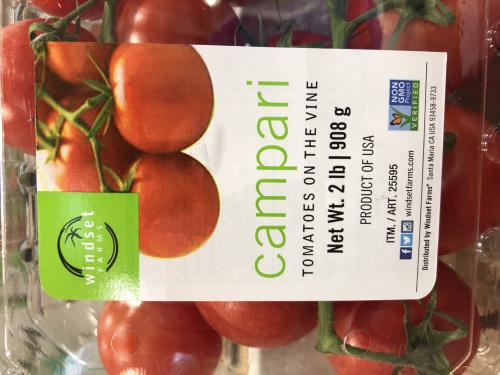 windset
FARMS
campari
TOMATOES ON THE VINE
Net Wt. 2 lb | 908 g
PRODUCT OF USA
ITM. / ART. 25595
windsetfarms.com
Distributed by Windset Farms® Santa Maria CA USA 93458-9733
NON
GMO
Project
VERIFIED